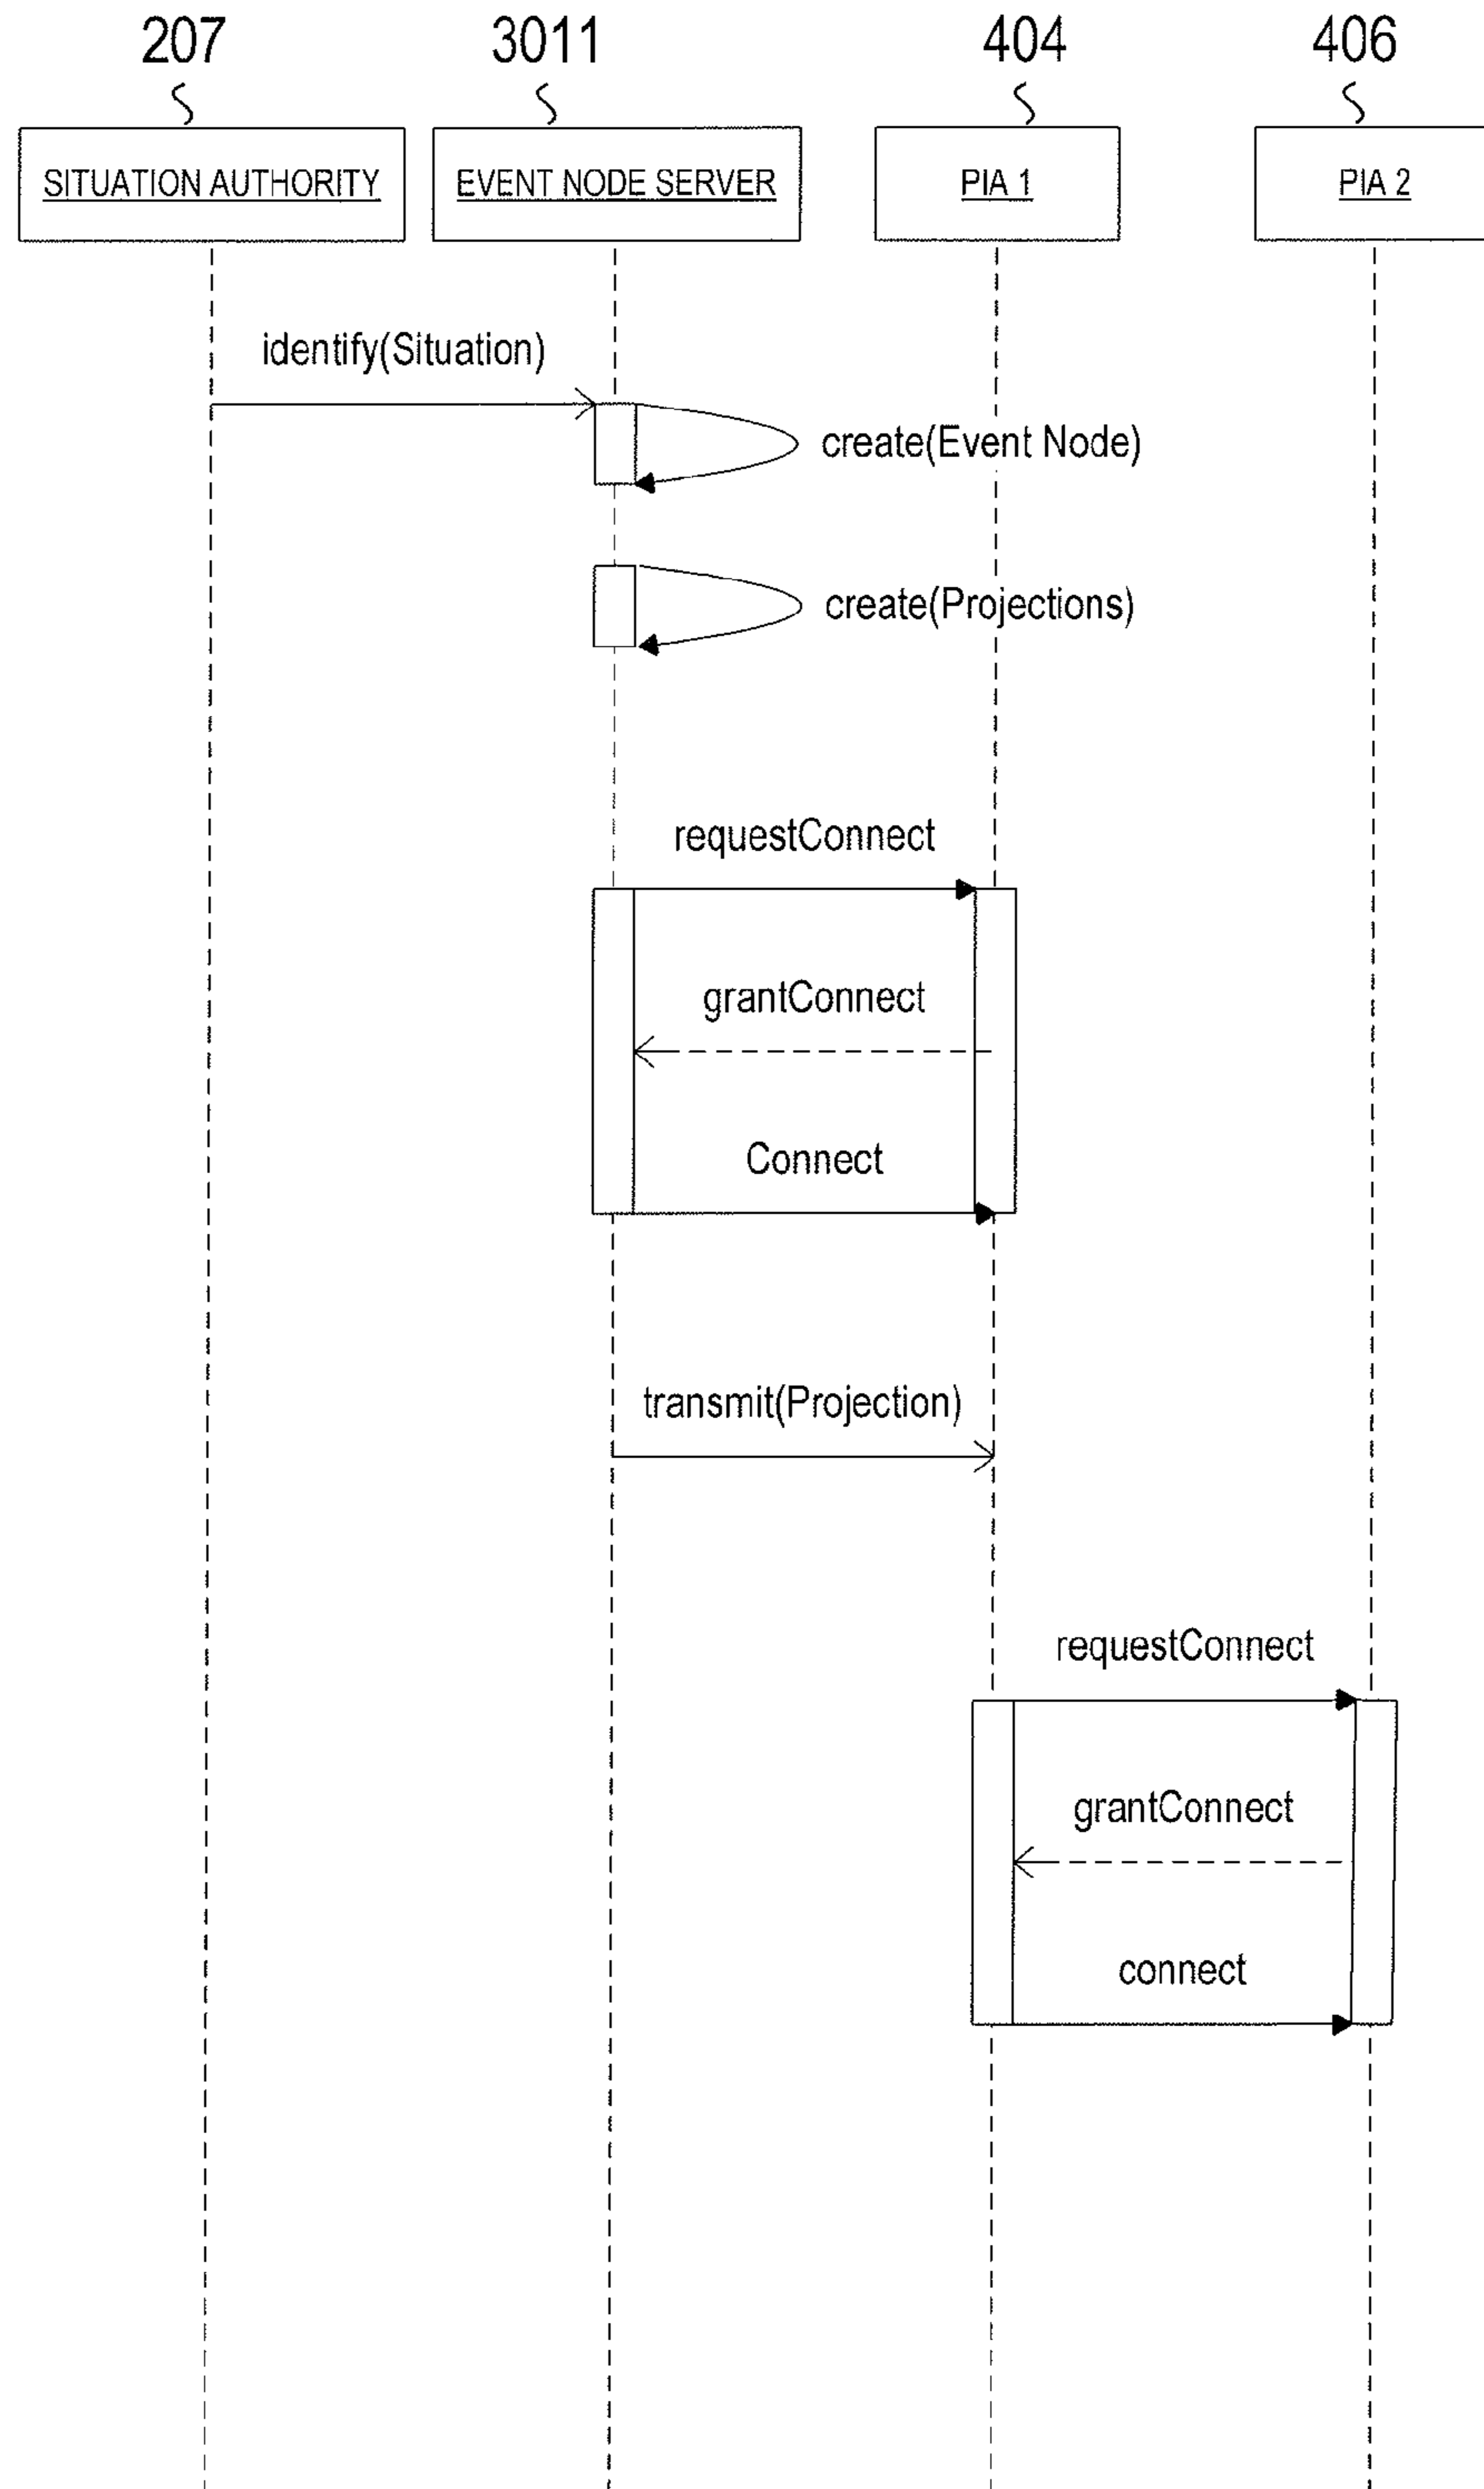 207 3011 404 406
SITUATION AUTHORITY EVENT NODE SERVER PIA 1 PIA 2
identify(Situation)
create(Event Node)
create(Projections)
requestConnect
grantConnect
Connect
transmit(Projection)
requestConnect
grantConnect
connect